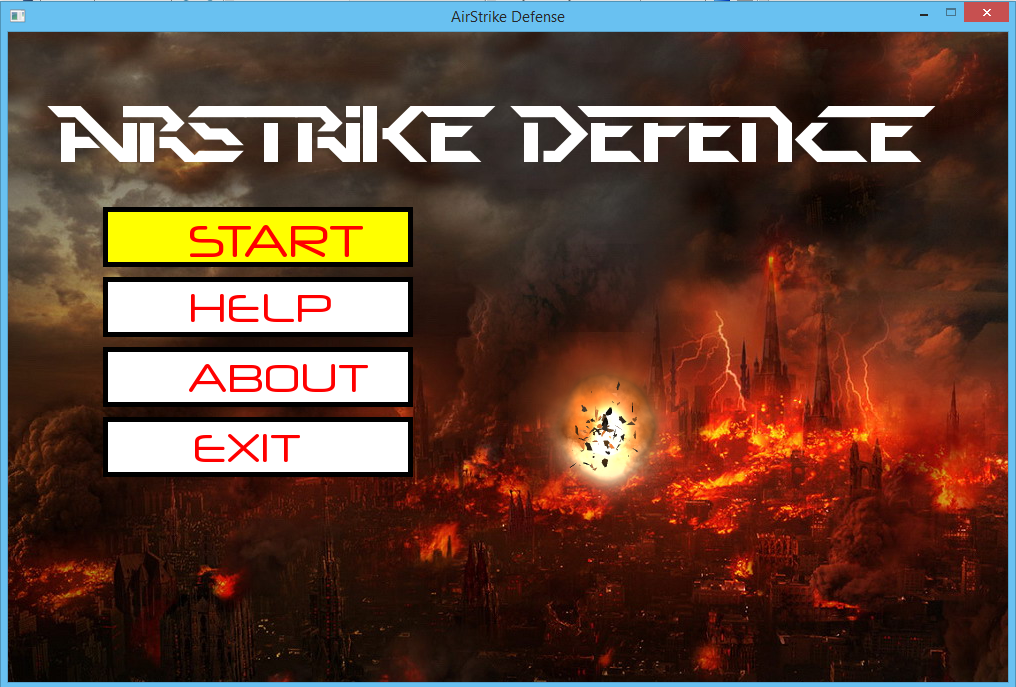 AirStrike Defense
AIRSTRIKE DEFENCE
START
HELP
ABOUT
EXIT